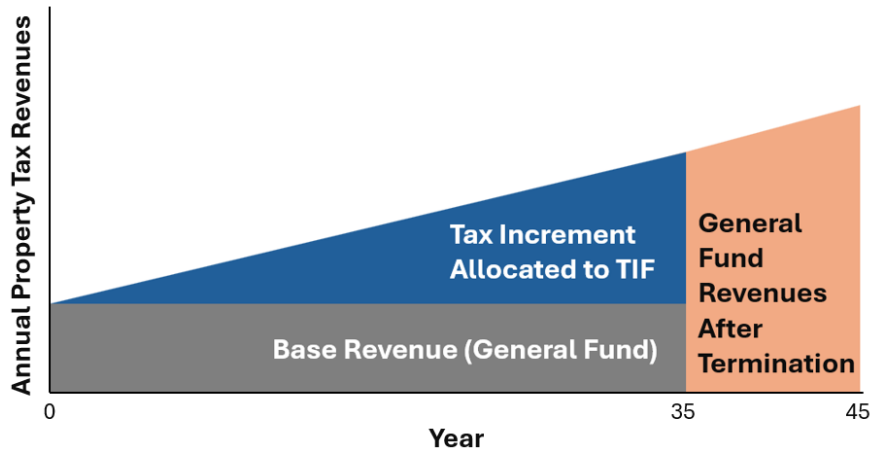 Annual Property Tax Revenues
Tax Increment
Allocated to TIF
Base Revenue (General Fund)
General
Fund
Revenues
After
Termination
0
35
45
Year